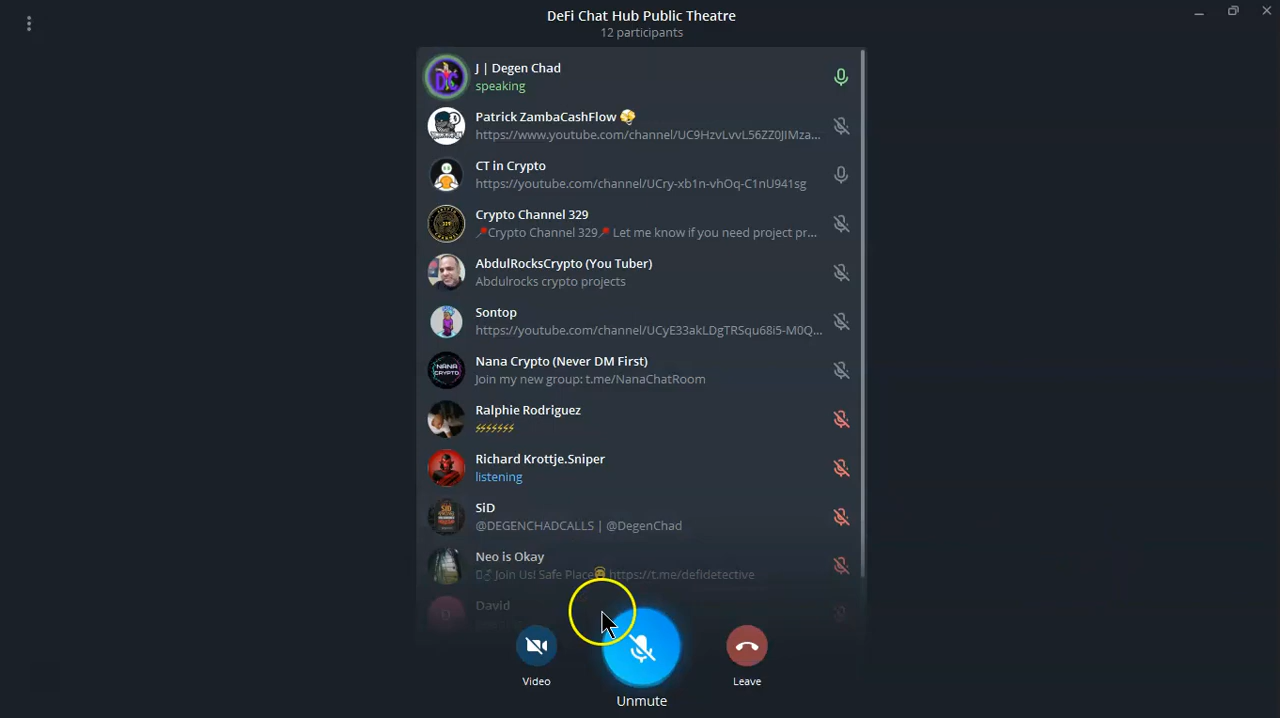 DeFi Chat Hub Public Theatre
12 participants
J | Degen Chad
speaking
Patrick ZambaCashFlow
https://www.youtube.com/channel/UC9HzvLvvL56ZZ0JIMza...
CT in Crypto
https://youtube.com/channel/UCry-xb1n-vhOq-C1nU941sg
Crypto Channel 329
📍Crypto Channel 329📍 Let me know if you need project pr...
AbdulRocksCrypto (You Tuber)
Abdulrocks crypto projects
Sontop
https://youtube.com/channel/UCyE33akLDgTRSqu68i5-M0Q...
Nana Crypto (Never DM First)
Join my new group: t.me/NanaChatRoom
Ralphie Rodriguez
⚡⚡⚡⚡⚡⚡⚡
Richard Krottje.Sniper
listening
SiD
@DEGENCHADCALLS | @DegenChad
Neo is Okay
Join Us! Safe Place https://t.me/defidetective
David
Video
Leave
Unmute